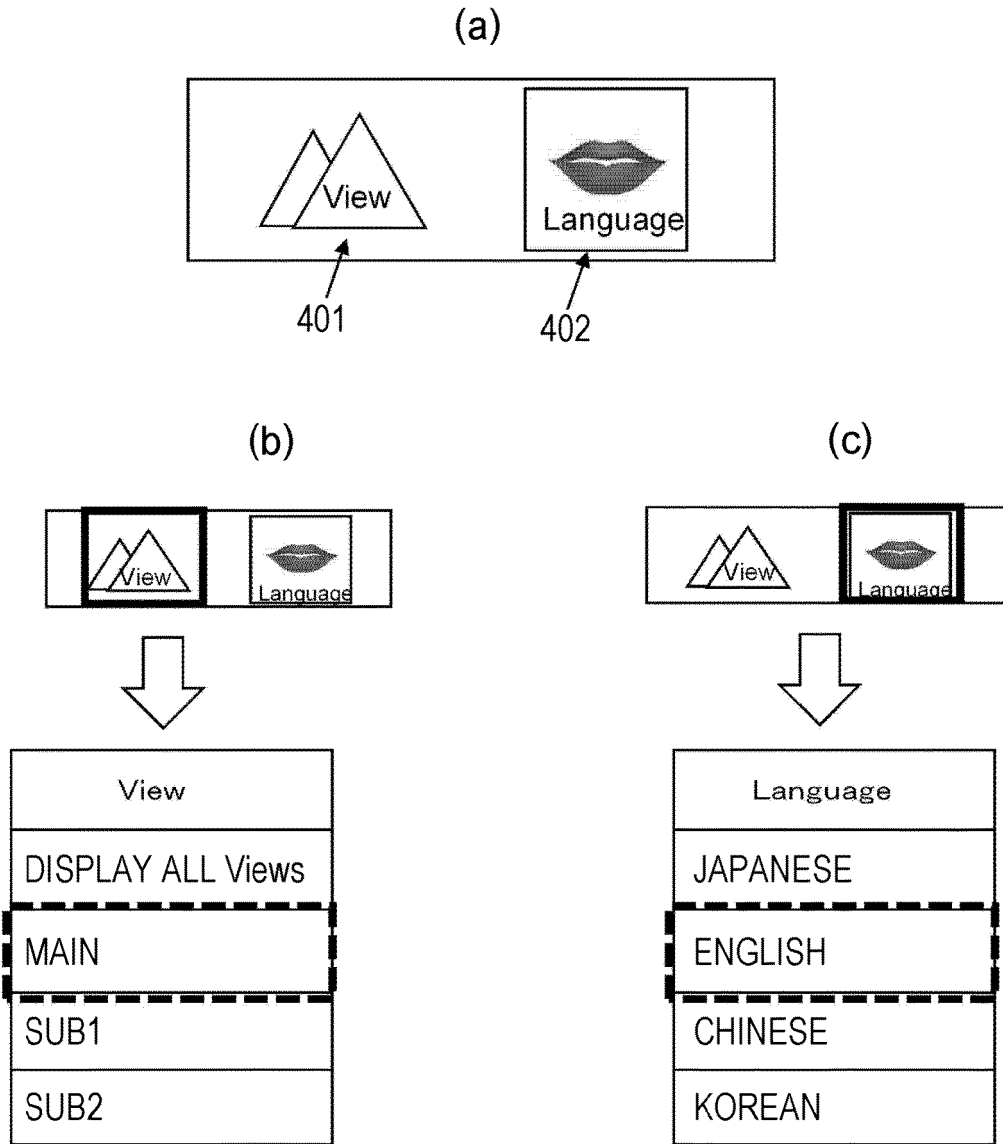 (a)
View
Language
401
402
(b)
View
Language
View
DISPLAY ALL Views
MAIN
SUB1
SUB2
(c)
View
Language
Language
JAPANESE
ENGLISH
CHINESE
KOREAN